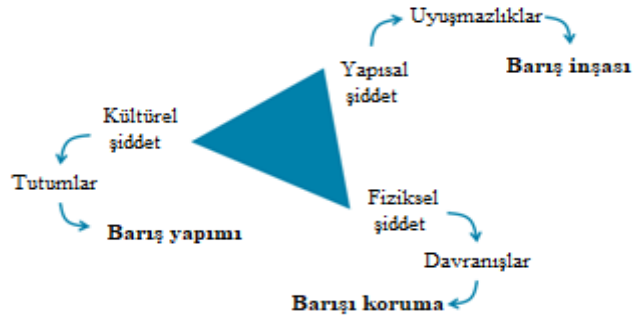 Uyuşmazlıklar
Yapısal
şiddet
Barış inşası
Kültürel
şiddet
Tutumlar
Barış yapımı
Fiziksel
şiddet
Davranışlar
Barışı koruma